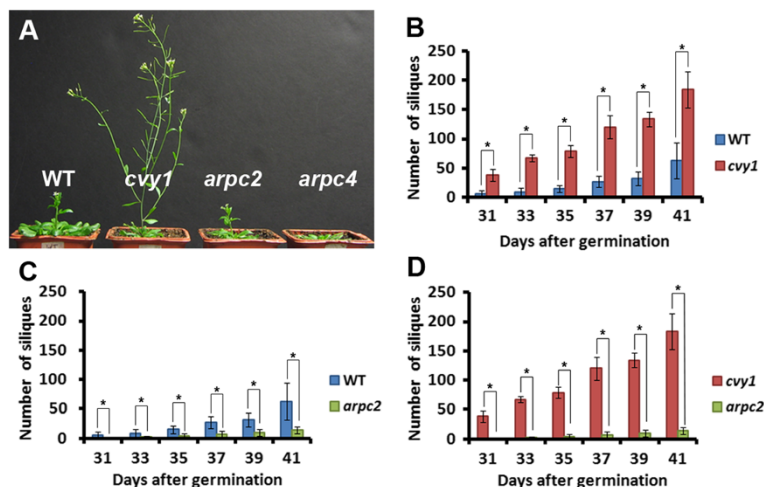 A
WT cvy1 arpc2 arpc4
B
Number of siliques
250
200
150
100
50
0
* * * * * *
31 33 35 37 39 41
Days after germination
WT
cvy1
C
Number of siliques
250
200
150
100
50
0
* * * * * *
31 33 35 37 39 41
Days after germination
WT
arpc2
D
Number of siliques
250
200
150
100
50
0
* * * * * *
31 33 35 37 39 41
Days after germination
cvy1
arpc2